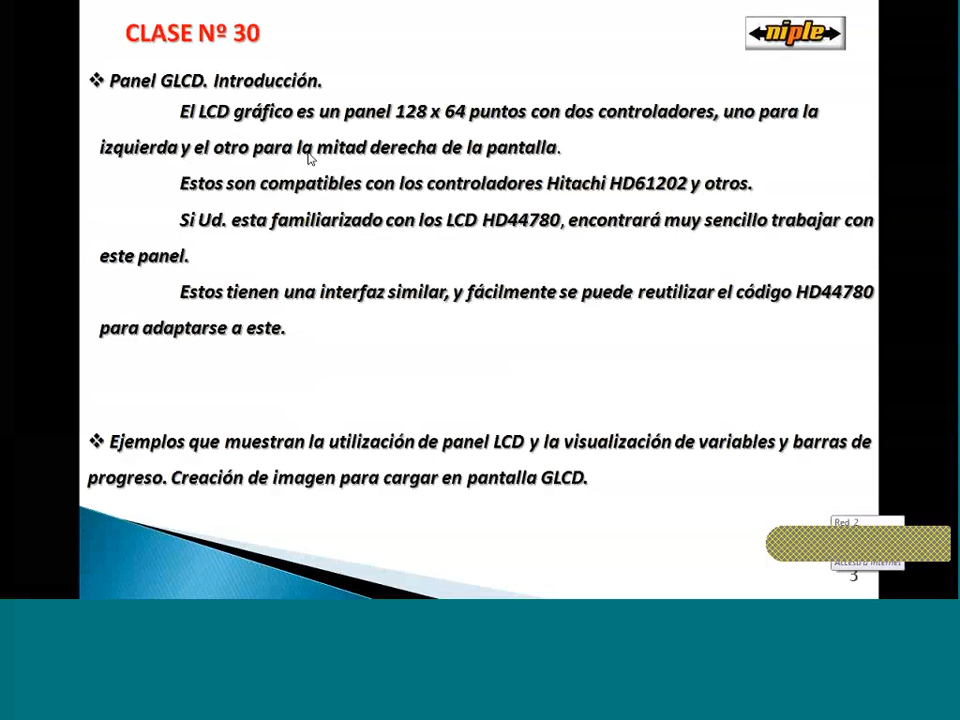 CLASE Nº 30
niple
❖ Panel GLCD. Introducción.
El LCD gráfico es un panel 128 x 64 puntos con dos controladores, uno para la
izquierda y el otro para la mitad derecha de la pantalla.
Estos son compatibles con los controladores Hitachi HD61202 y otros.
Si Ud. esta familiarizado con los LCD HD44780, encontrará muy sencillo trabajar con
este panel.
Estos tienen una interfaz similar, y fácilmente se puede reutilizar el código HD44780
para adaptarse a este.
❖ Ejemplos que muestran la utilización de panel LCD y la visualización de variables y barras de
progreso. Creación de imagen para cargar en pantalla GLCD.
Red 2
Acceso a Internet
3